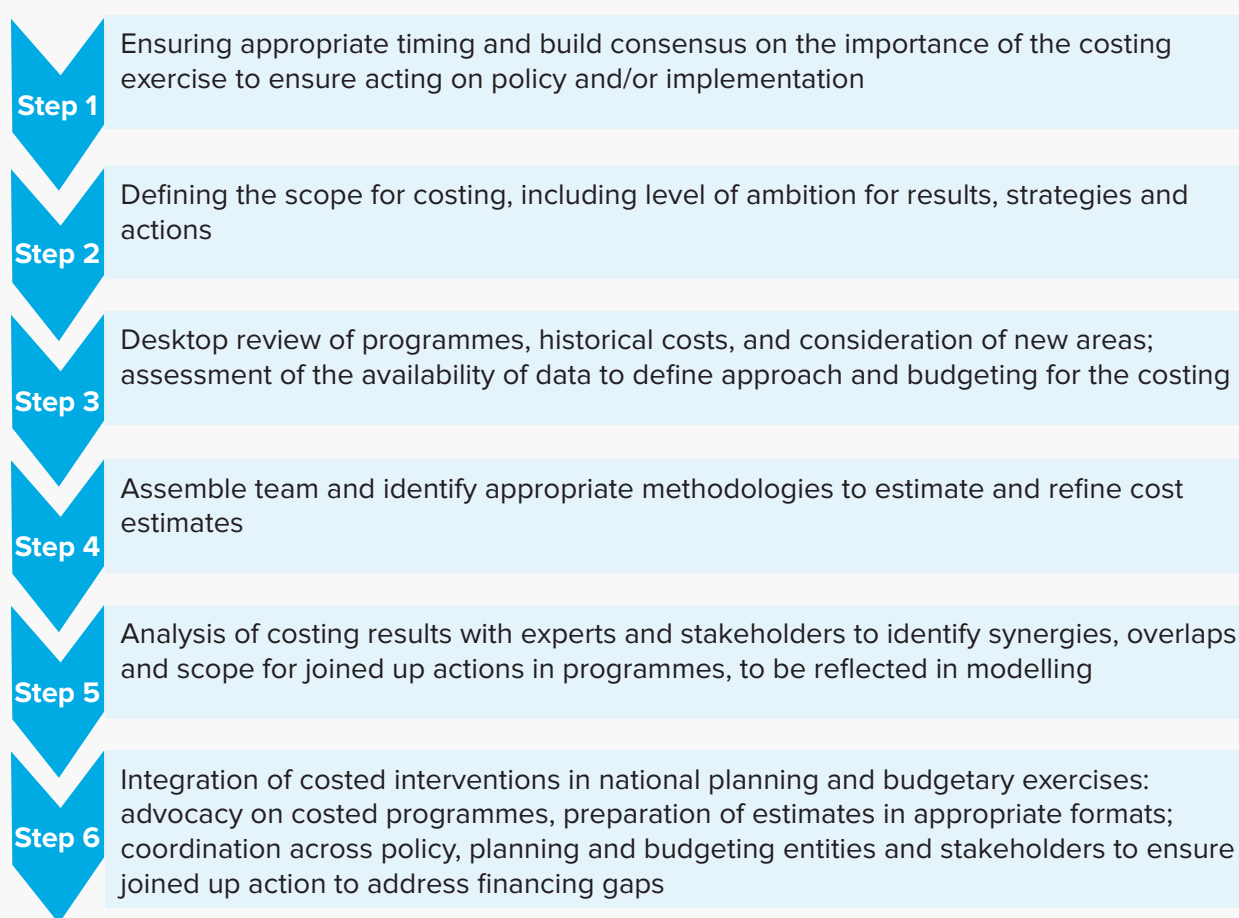 Step 1
Ensuring appropriate timing and build consensus on the importance of the costing
exercise to ensure acting on policy and/or implementation
Step 2
Defining the scope for costing, including level of ambition for results, strategies and
actions
Step 3
Desktop review of programmes, historical costs, and consideration of new areas;
assessment of the availability of data to define approach and budgeting for the costing
Step 4
Assemble team and identify appropriate methodologies to estimate and refine cost
estimates
Step 5
Analysis of costing results with experts and stakeholders to identify synergies, overlaps
and scope for joined up actions in programmes, to be reflected in modelling
Step 6
Integration of costed interventions in national planning and budgetary exercises:
advocacy on costed programmes, preparation of estimates in appropriate formats;
coordination across policy, planning and budgeting entities and stakeholders to ensure
joined up action to address financing gaps